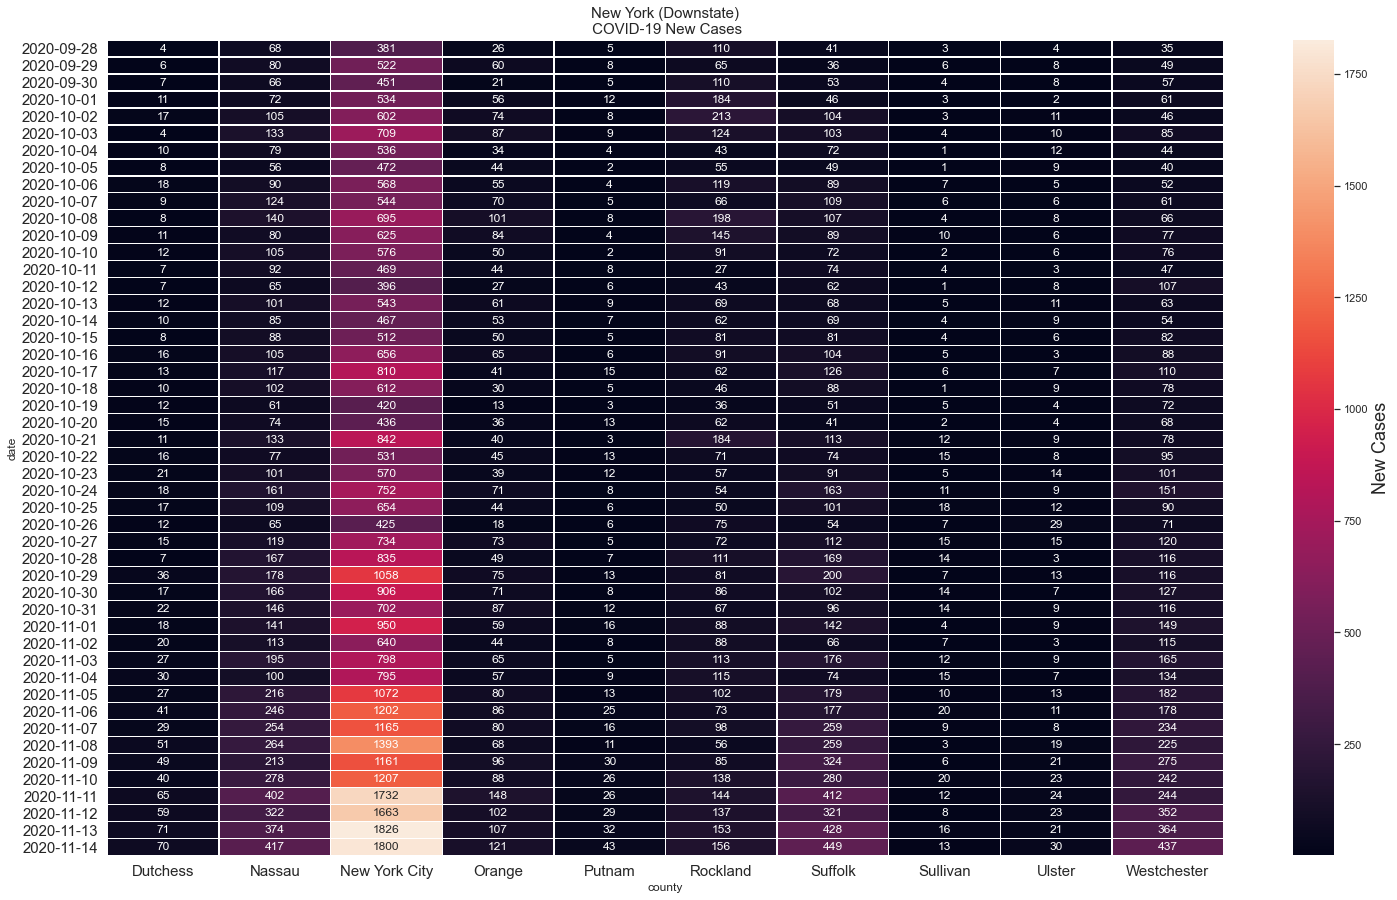 New York (Downstate)
COVID-19 New Cases
2020-09-28 4 68 381 26 5 110 41 3 4 35
2020-09-29 6 80 522 60 8 65 36 6 8 49
2020-09-30 7 66 451 21 5 110 53 4 8 57
2020-10-01 11 72 534 56 12 184 46 3 2 61
2020-10-02 17 105 602 74 8 213 104 3 11 46
2020-10-03 4 133 709 87 9 124 103 4 10 85
2020-10-04 10 79 536 34 4 43 72 1 12 44
2020-10-05 8 56 472 44 2 55 49 1 9 40
2020-10-06 18 90 568 55 4 119 89 7 5 52
2020-10-07 9 124 544 70 5 66 109 6 6 61
2020-10-08 8 140 695 101 8 198 107 4 8 66
2020-10-09 11 80 625 84 4 145 89 10 6 77
2020-10-10 12 105 576 50 2 91 72 2 6 76
2020-10-11 7 92 469 44 8 27 74 4 3 47
2020-10-12 7 65 396 27 6 43 62 1 8 107
2020-10-13 12 101 543 61 9 69 68 5 11 63
2020-10-14 10 85 467 53 7 62 69 4 9 54
2020-10-15 8 88 512 50 5 81 81 4 6 82
2020-10-16 16 105 656 65 6 91 104 5 3 88
2020-10-17 13 117 810 41 15 62 126 6 7 110
2020-10-18 10 102 612 30 5 46 88 1 9 78
2020-10-19 12 61 420 13 3 36 51 5 4 72
2020-10-20 15 74 436 36 13 62 41 2 4 68
2020-10-21 11 133 842 40 3 184 113 12 9 78
2020-10-22 16 77 531 45 13 71 74 15 8 95
2020-10-23 21 101 570 39 12 57 91 5 14 101
2020-10-24 18 161 752 71 8 54 163 11 9 151
2020-10-25 17 109 654 44 6 50 101 18 12 90
2020-10-26 12 65 425 18 6 75 54 7 29 71
2020-10-27 15 119 734 73 5 72 112 15 15 120
2020-10-28 7 167 835 49 7 111 169 14 3 116
2020-10-29 36 178 1058 75 13 81 200 7 13 116
2020-10-30 17 166 906 71 8 86 102 14 7 127
2020-10-31 22 146 702 87 12 67 96 14 9 116
2020-11-01 18 141 950 59 16 88 142 4 9 149
2020-11-02 20 113 640 44 8 88 66 7 3 115
2020-11-03 27 195 798 65 5 113 176 12 9 165
2020-11-04 30 100 795 57 9 115 74 15 7 134
2020-11-05 27 216 1072 80 13 102 179 10 13 182
2020-11-06 41 246 1202 86 25 73 177 20 11 178
2020-11-07 29 254 1165 80 16 98 259 9 8 234
2020-11-08 51 264 1393 68 11 56 259 3 19 225
2020-11-09 49 213 1161 96 30 85 324 6 21 275
2020-11-10 40 278 1207 88 26 138 280 20 23 242
2020-11-11 65 402 1732 148 26 144 412 12 24 244
2020-11-12 59 322 1663 102 29 137 321 8 23 352
2020-11-13 71 374 1826 107 32 153 428 16 21 364
2020-11-14 70 417 1800 121 43 156 449 13 30 437
Dutchess Nassau New York City Orange Putnam Rockland Suffolk Sullivan Ulster Westchester
county
date
1750
1500
1250
1000
750
500
250
New Cases